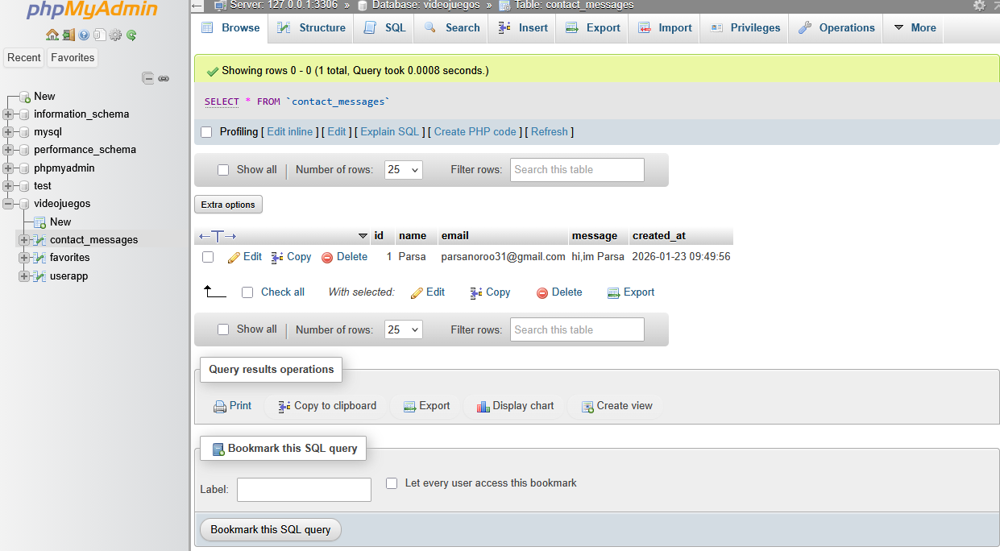 phpMyAdmin
Recent Favorites
New
information_schema
mysql
performance_schema
phpmyadmin
test
videojuegos
New
contact_messages
favorites
userapp
Server: 127.0.0.1:3306 » Database: videojuegos » Table: contact_messages
Browse Structure SQL Search Insert Export Import Privileges Operations More
Showing rows 0 - 0 (1 total, Query took 0.0008 seconds.)
SELECT * FROM `contact_messages`
Profiling [ Edit inline ] [ Edit ] [ Explain SQL ] [ Create PHP code ] [ Refresh ]
Show all Number of rows: 25 Filter rows: Search this table
Extra options
id name email message created_at
Edit Copy Delete 1 Parsa parsanoroo31@gmail.com hi,im Parsa 2026-01-23 09:49:56
Check all With selected: Edit Copy Delete Export
Show all Number of rows: 25 Filter rows: Search this table
Query results operations
Print Copy to clipboard Export Display chart Create view
Bookmark this SQL query
Label: Let every user access this bookmark
Bookmark this SQL query